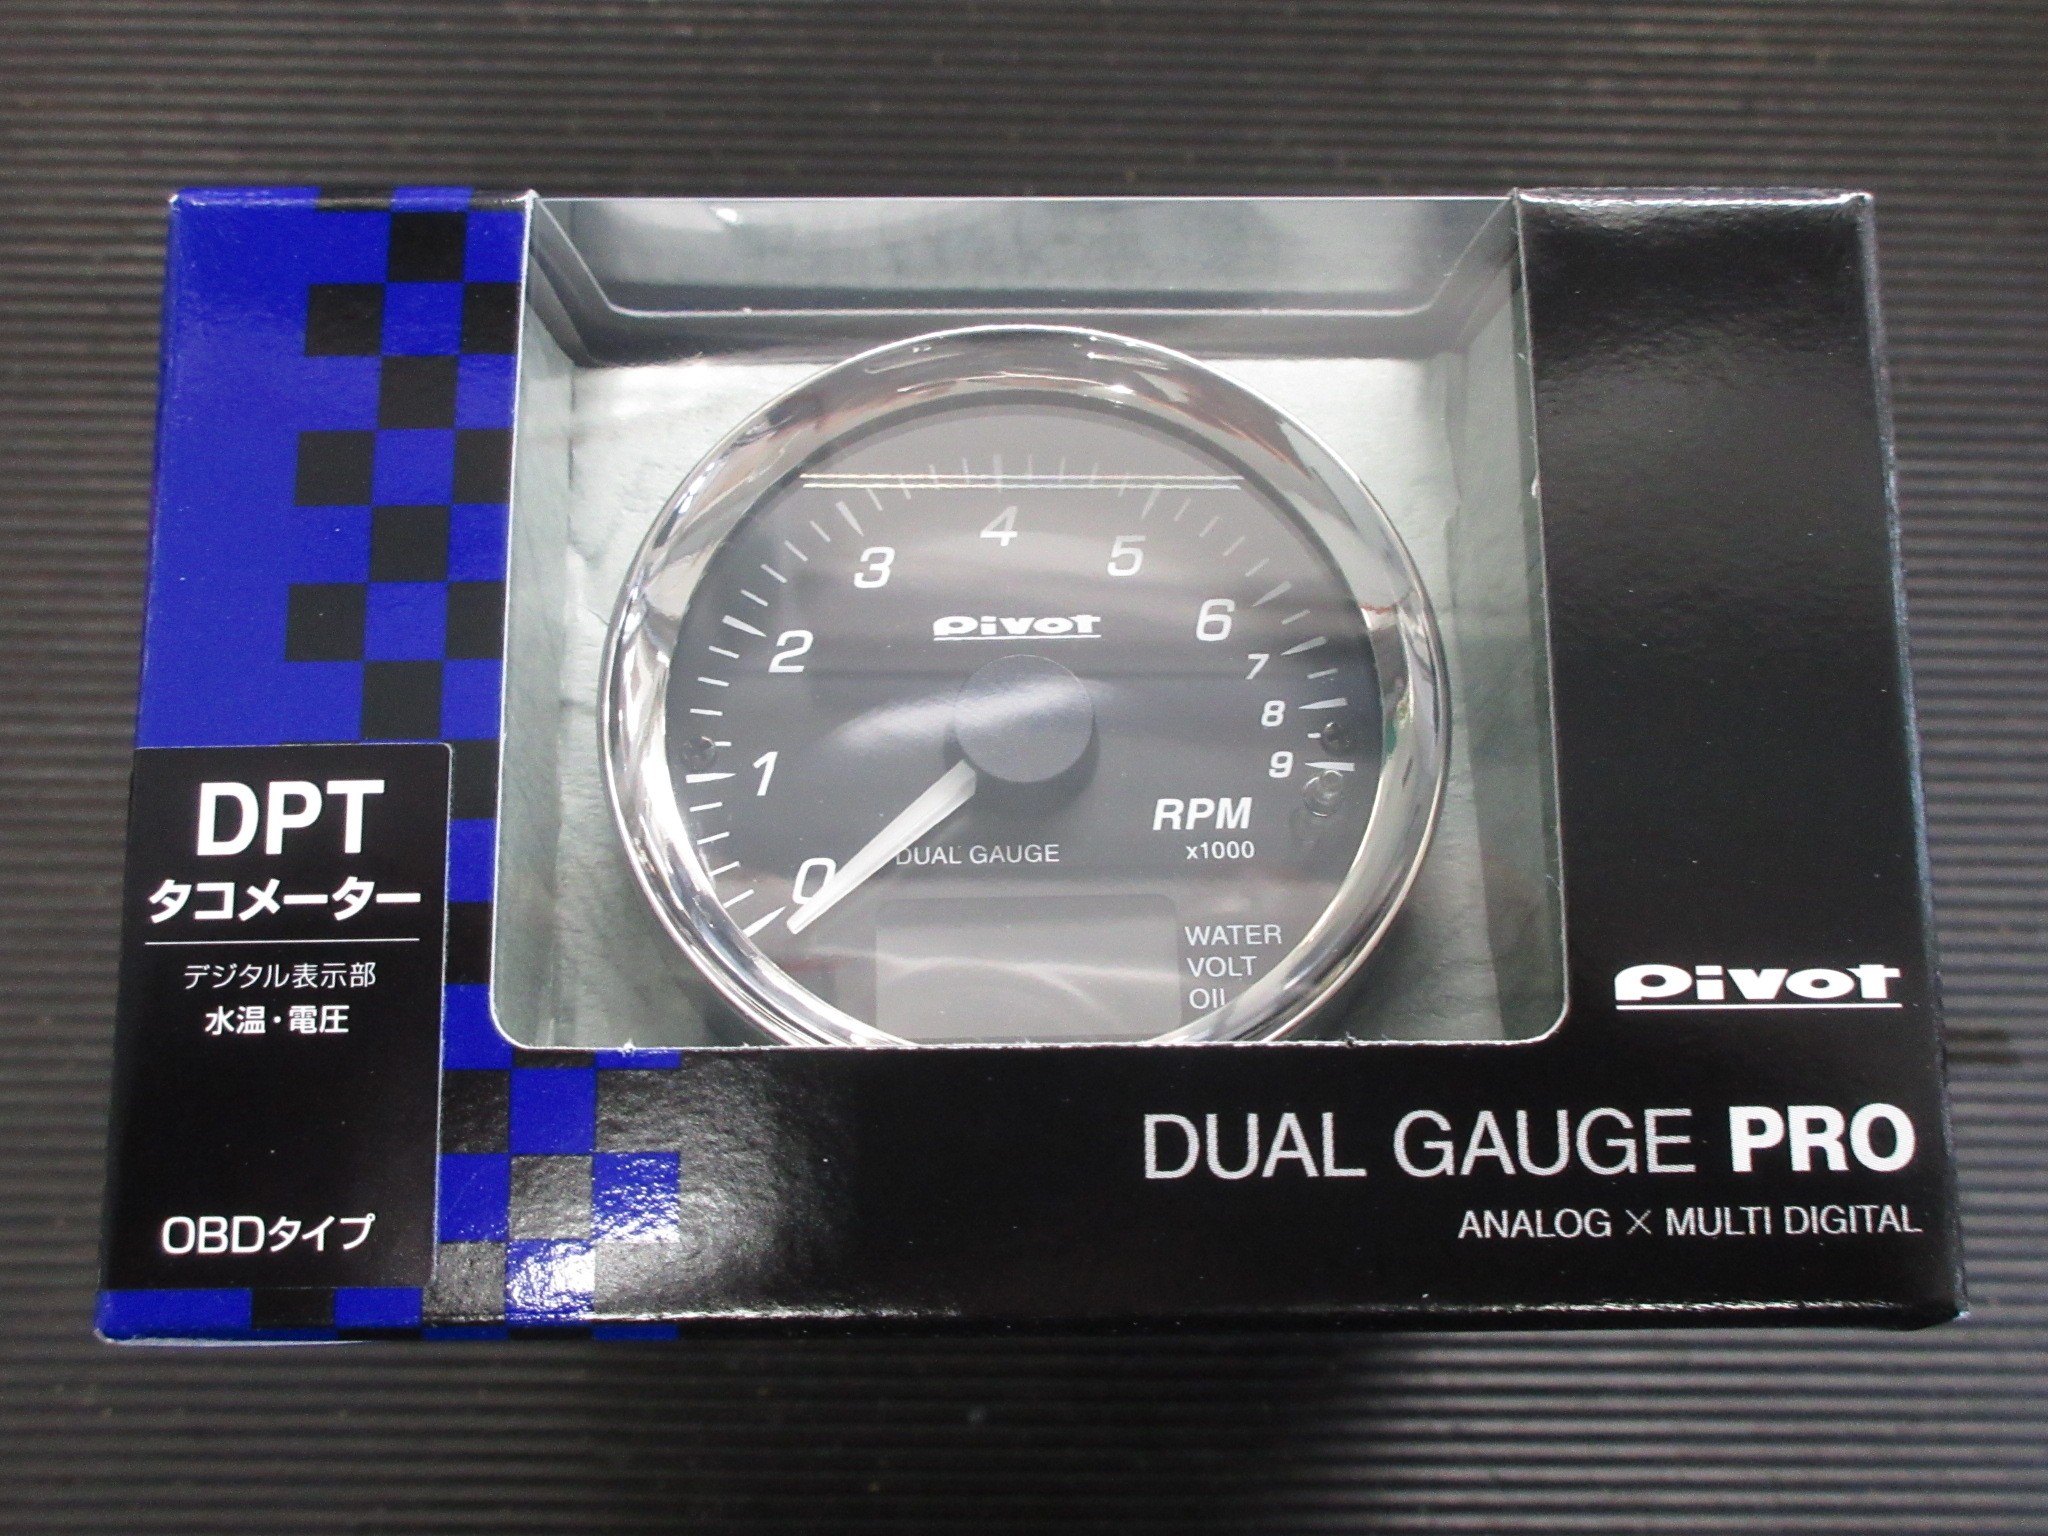 DPT
タコメーター
デジタル表示部
水温・電圧
OBDタイプ
0
1
2
3
4
5
6
7
8
9
pivot
RPM
x1000
DUAL GAUGE
WATER
VOLT
OIL
pivot
DUAL GAUGE PRO
ANALOG × MULTI DIGITAL